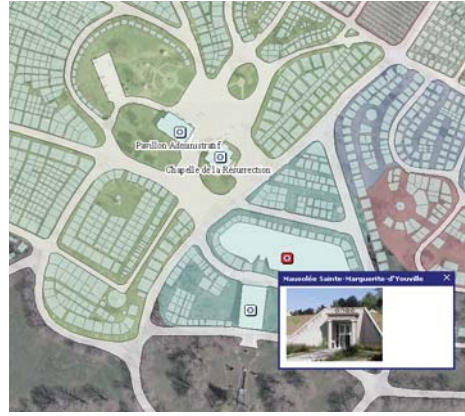 Pavillon Administratif
Chapelle de la Résurrection
Mausolée Sainte-Marguerite-d'Youville